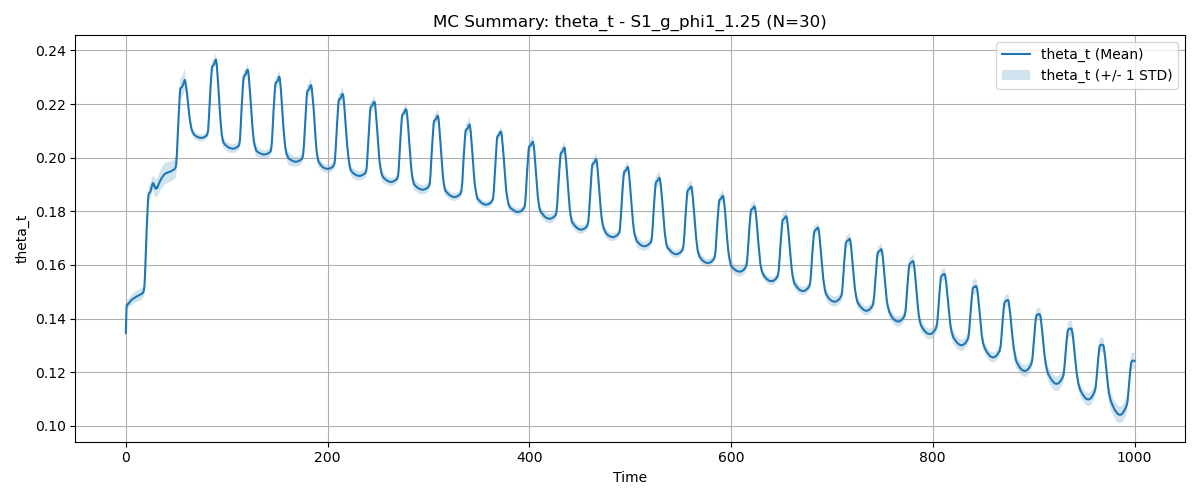 MC Summary: theta_t - S1_g_phi1_1.25 (N=30)
theta_t (Mean)
theta_t (+/- 1 STD)
theta_t
0.24
0.22
0.20
0.18
0.16
0.14
0.12
0.10
0 200 400 600 800 1000
Time